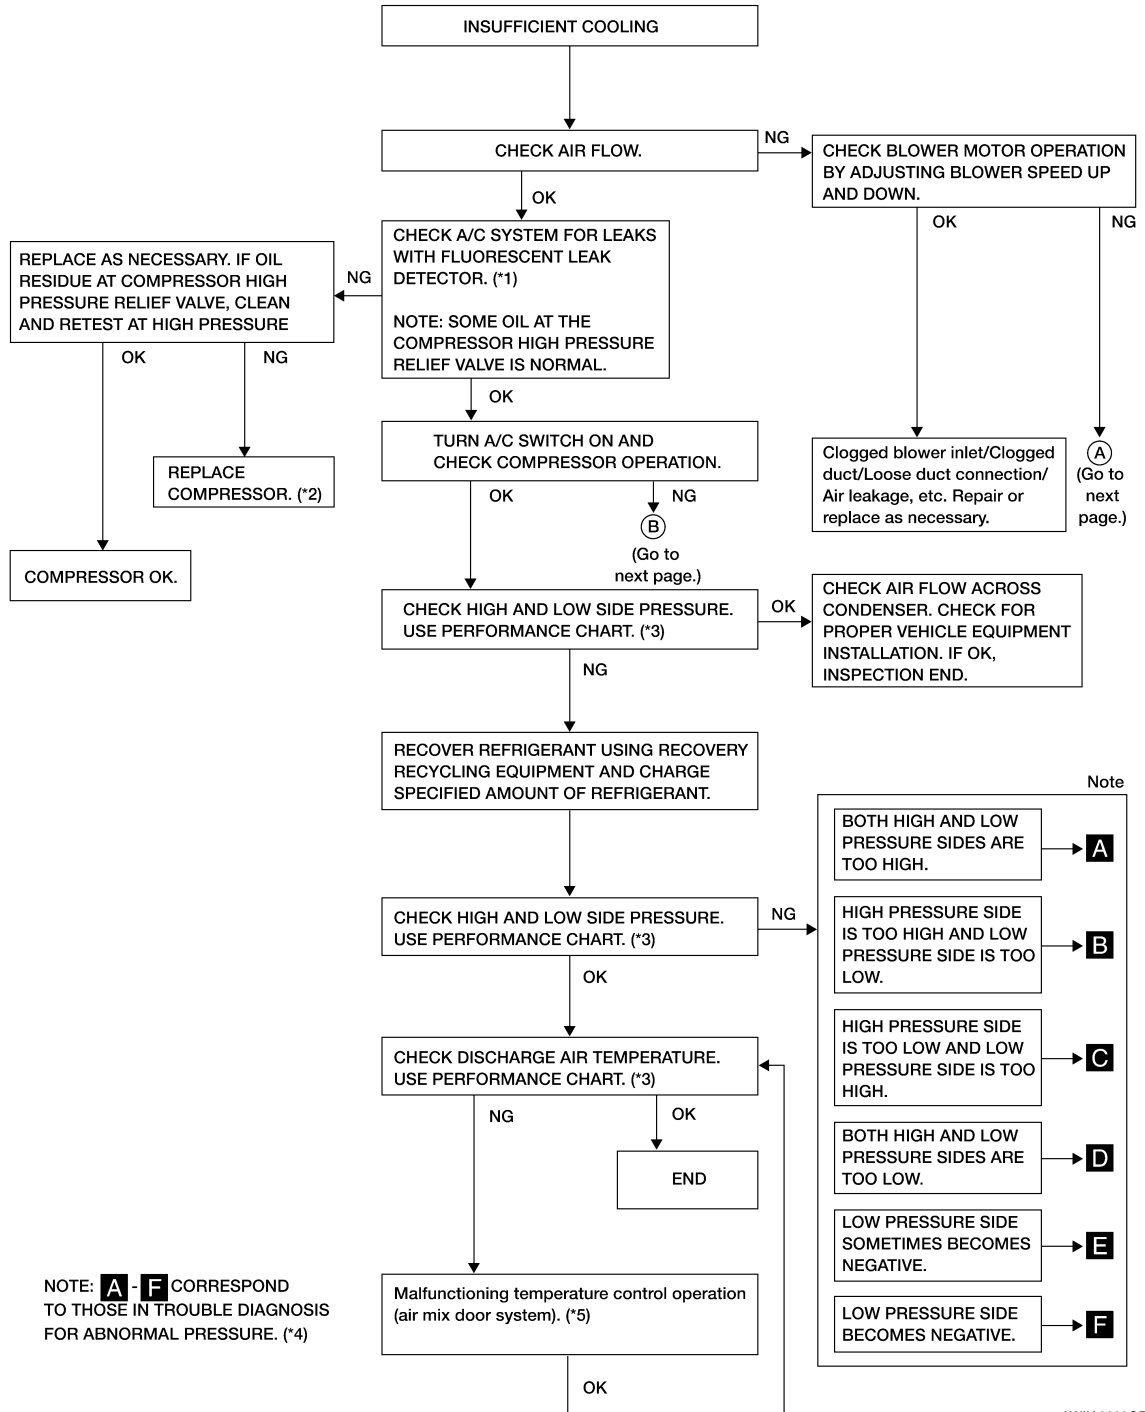 INSUFFICIENT COOLING
CHECK AIR FLOW.
NG
CHECK BLOWER MOTOR OPERATION
BY ADJUSTING BLOWER SPEED UP
AND DOWN.
OK
OK
NG
CHECK A/C SYSTEM FOR LEAKS
WITH FLUORESCENT LEAK
DETECTOR. (*1)
NOTE: SOME OIL AT THE
COMPRESSOR HIGH PRESSURE
RELIEF VALVE IS NORMAL.
NG
REPLACE AS NECESSARY. IF OIL
RESIDUE AT COMPRESSOR HIGH
PRESSURE RELIEF VALVE, CLEAN
AND RETEST AT HIGH PRESSURE
OK
NG
REPLACE
COMPRESSOR. (*2)
COMPRESSOR OK.
OK
TURN A/C SWITCH ON AND
CHECK COMPRESSOR OPERATION.
OK
NG
B
(Go to
next page.)
Clogged blower inlet/Clogged
duct/Loose duct connection/
Air leakage, etc. Repair or
replace as necessary.
A
(Go to
next
page.)
CHECK HIGH AND LOW SIDE PRESSURE.
USE PERFORMANCE CHART. (*3)
OK
CHECK AIR FLOW ACROSS
CONDENSER. CHECK FOR
PROPER VEHICLE EQUIPMENT
INSTALLATION. IF OK,
INSPECTION END.
NG
RECOVER REFRIGERANT USING RECOVERY
RECYCLING EQUIPMENT AND CHARGE
SPECIFIED AMOUNT OF REFRIGERANT.
CHECK HIGH AND LOW SIDE PRESSURE.
USE PERFORMANCE CHART. (*3)
NG
OK
Note
BOTH HIGH AND LOW
PRESSURE SIDES ARE
TOO HIGH.
A
HIGH PRESSURE SIDE
IS TOO HIGH AND LOW
PRESSURE SIDE IS TOO
LOW.
B
HIGH PRESSURE SIDE
IS TOO LOW AND LOW
PRESSURE SIDE IS TOO
HIGH.
C
BOTH HIGH AND LOW
PRESSURE SIDES ARE
TOO LOW.
D
LOW PRESSURE SIDE
SOMETIMES BECOMES
NEGATIVE.
E
LOW PRESSURE SIDE
BECOMES NEGATIVE.
F
CHECK DISCHARGE AIR TEMPERATURE.
USE PERFORMANCE CHART. (*3)
NG
OK
END
Malfunctioning temperature control operation
(air mix door system). (*5)
OK
NOTE: A - F CORRESPOND
TO THOSE IN TROUBLE DIAGNOSIS
FOR ABNORMAL PRESSURE. (*4)